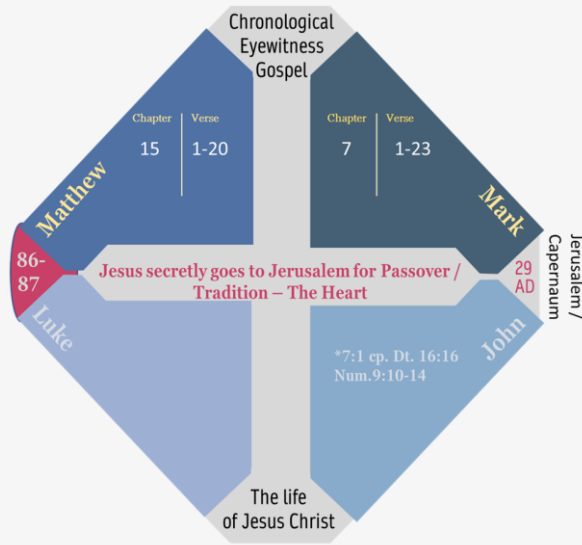 Chronological
Eyewitness
Gospel
Chapter Verse
15 1-20
Chapter Verse
7 1-23
Matthew
Mark
86-
87
Jesus secretly goes to Jerusalem for Passover /
Tradition – The Heart
29
AD
Jerusalem /
Capernaum
Luke
John
*7:1 cp. Dt. 16:16
Num.9:10-14
The life
of Jesus Christ